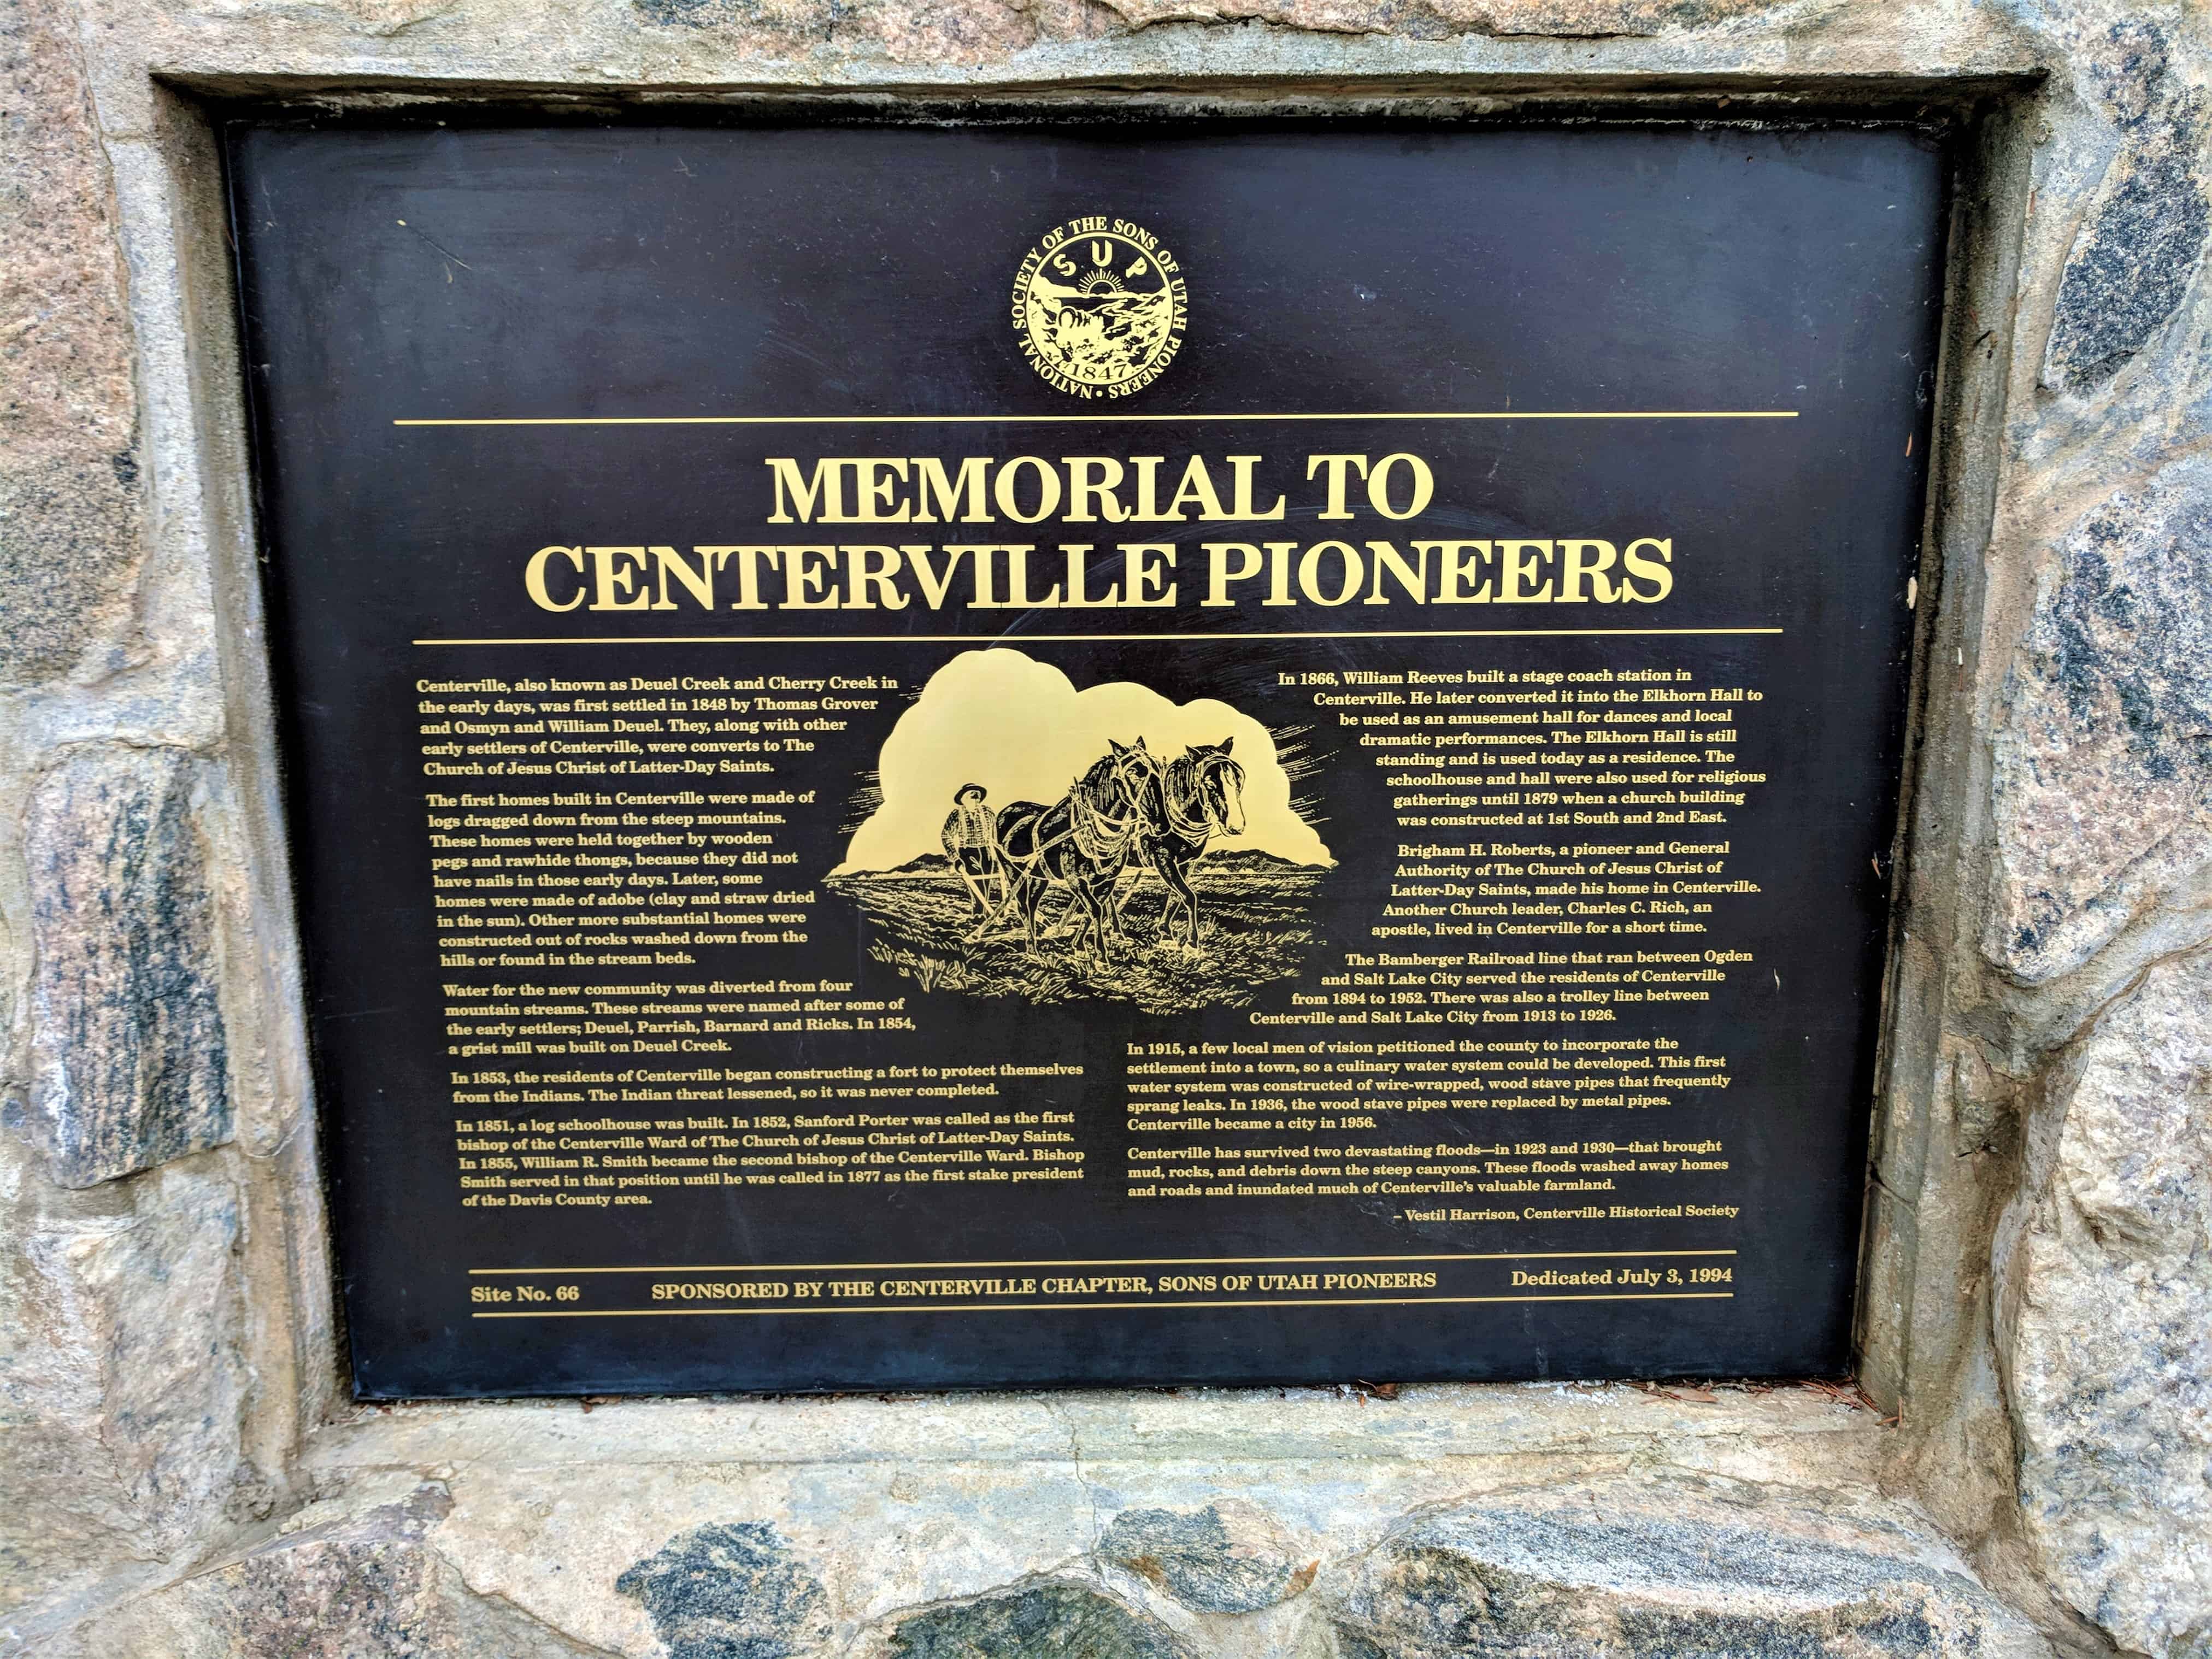 NATIONAL SOCIETY OF THE SONS OF UTAH PIONEERS •
S U P
1847
MEMORIAL TO
CENTERVILLE PIONEERS
Centerville, also known as Deuel Creek and Cherry Creek in
the early days, was first settled in 1848 by Thomas Grover
and Osmyn and William Deuel. They, along with other
early settlers of Centerville, were converts to The
Church of Jesus Christ of Latter-Day Saints.
The first homes built in Centerville were made of
logs dragged down from the steep mountains.
These homes were held together by wooden
pegs and rawhide thongs, because they did not
have nails in those early days. Later, some
homes were made of adobe (clay and straw dried
in the sun). Other more substantial homes were
constructed out of rocks washed down from the
hills or found in the stream beds.
Water for the new community was diverted from four
mountain streams. These streams were named after some of
the early settlers; Deuel, Parrish, Barnard and Ricks. In 1854,
a grist mill was built on Deuel Creek.
In 1853, the residents of Centerville began constructing a fort to protect themselves
from the Indians. The Indian threat lessened, so it was never completed.
In 1851, a log schoolhouse was built. In 1852, Sanford Porter was called as the first
bishop of the Centerville Ward of The Church of Jesus Christ of Latter-Day Saints.
In 1855, William R. Smith became the second bishop of the Centerville Ward. Bishop
Smith served in that position until he was called in 1877 as the first stake president
of the Davis County area.
In 1866, William Reeves built a stage coach station in
Centerville. He later converted it into the Elkhorn Hall to
be used as an amusement hall for dances and local
dramatic performances. The Elkhorn Hall is still
standing and is used today as a residence. The
schoolhouse and hall were also used for religious
gatherings until 1879 when a church building
was constructed at 1st South and 2nd East.
Brigham H. Roberts, a pioneer and General
Authority of The Church of Jesus Christ of
Latter-Day Saints, made his home in Centerville.
Another Church leader, Charles C. Rich, an
apostle, lived in Centerville for a short time.
The Bamberger Railroad line that ran between Ogden
and Salt Lake City served the residents of Centerville
from 1894 to 1952. There was also a trolley line between
Centerville and Salt Lake City from 1913 to 1926.
In 1915, a few local men of vision petitioned the county to incorporate the
settlement into a town, so a culinary water system could be developed. This first
water system was constructed of wire-wrapped, wood stave pipes that frequently
sprang leaks. In 1936, the wood stave pipes were replaced by metal pipes.
Centerville became a city in 1956.
Centerville has survived two devastating floods—in 1923 and 1930—that brought
mud, rocks, and debris down the steep canyons. These floods washed away homes
and roads and inundated much of Centerville's valuable farmland.
– Vestil Harrison, Centerville Historical Society
Site No. 66 SPONSORED BY THE CENTERVILLE CHAPTER, SONS OF UTAH PIONEERS Dedicated July 3, 1994